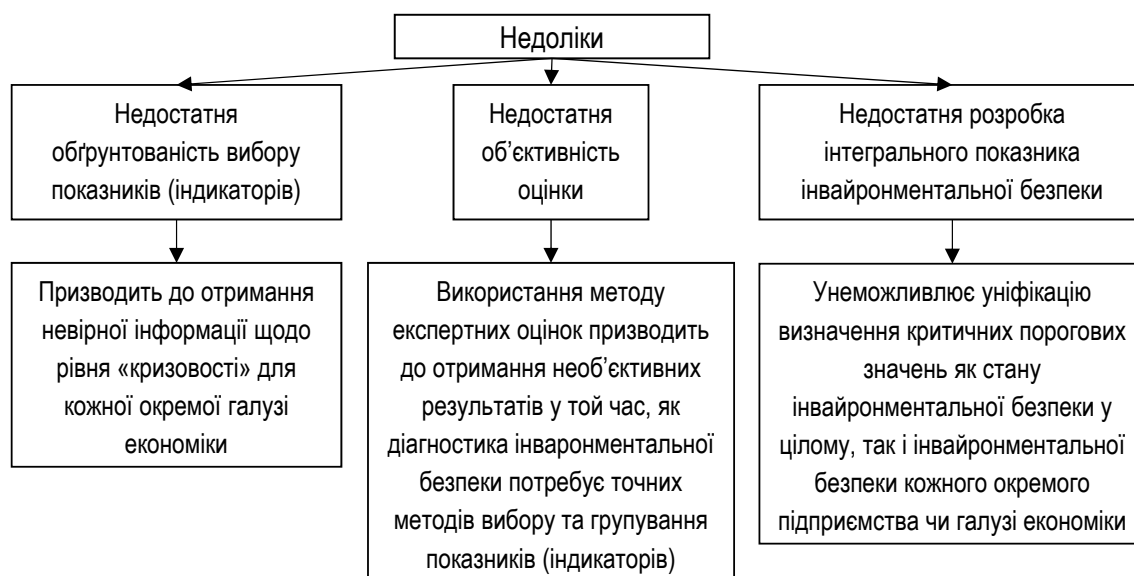 Недоліки
Недостатня
обґрунтованість вибору
показників (індикаторів)
Недостатня
об’єктивність
оцінки
Недостатня розробка
інтегрального показника
інвайронментальної безпеки
Призводить до отримання
невірної інформації щодо
рівня «кризовості» для
кожної окремої галузі
економіки
Використання методу
експертних оцінок призводить
до отримання необ’єктивних
результатів у той час, як
діагностика інваронментальної
безпеки потребує точних
методів вибору та групування
показників (індикаторів)
Унеможливлює уніфікацію
визначення критичних порогових
значень як стану
інвайронментальної безпеки у
цілому, так і інвайронментальної
безпеки кожного окремого
підприємства чи галузі економіки